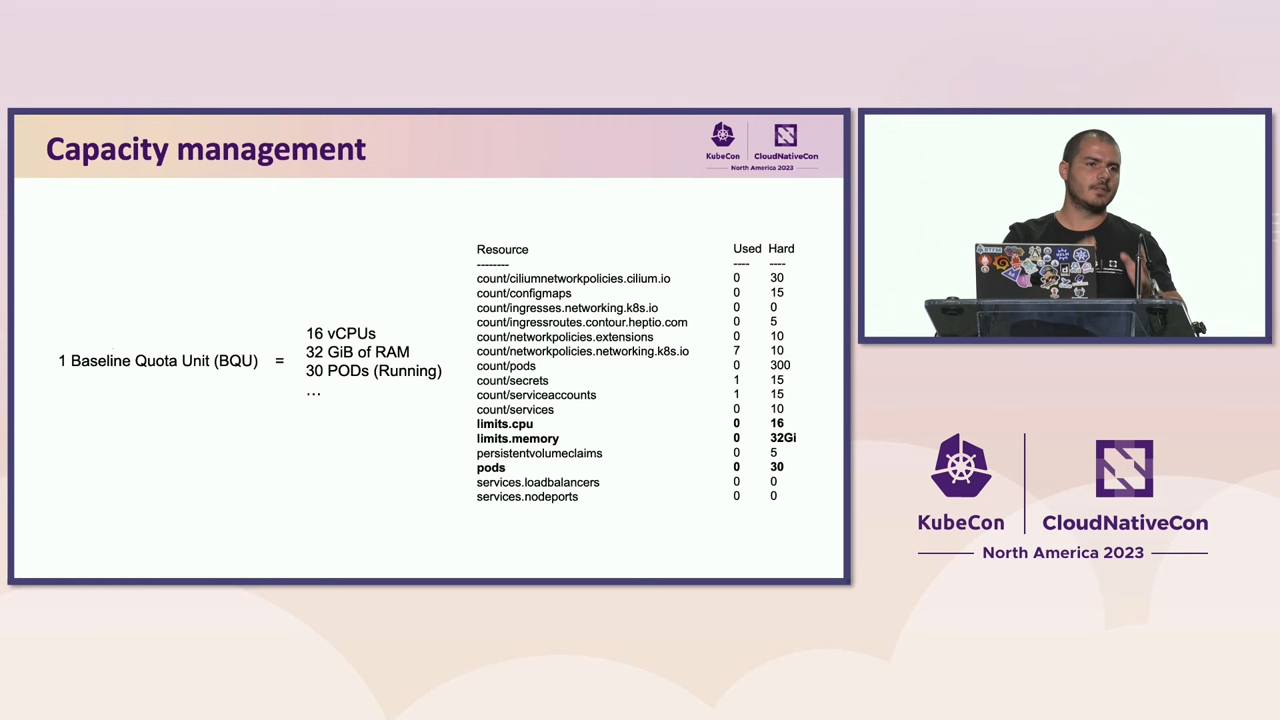 Capacity management
KubeCon
CloudNativeCon
North America 2023
1 Baseline Quota Unit (BQU) =
16 vCPUs
32 GiB of RAM
30 PODs (Running)
…
Resource Used Hard
-------- ---- ----
count/ciliumnetworkpolicies.cilium.io 0 30
count/configmaps 0 15
count/ingresses.networking.k8s.io 0 0
count/ingressroutes.contour.heptio.com 0 5
count/networkpolicies.extensions 0 10
count/networkpolicies.networking.k8s.io 7 10
count/pods 0 300
count/secrets 1 15
count/serviceaccounts 1 15
count/services 0 10
limits.cpu 0 16
limits.memory 0 32Gi
persistentvolumeclaims 0 5
pods 0 30
services.loadbalancers 0 0
services.nodeports 0 0
KubeCon
CloudNativeCon
North America 2023